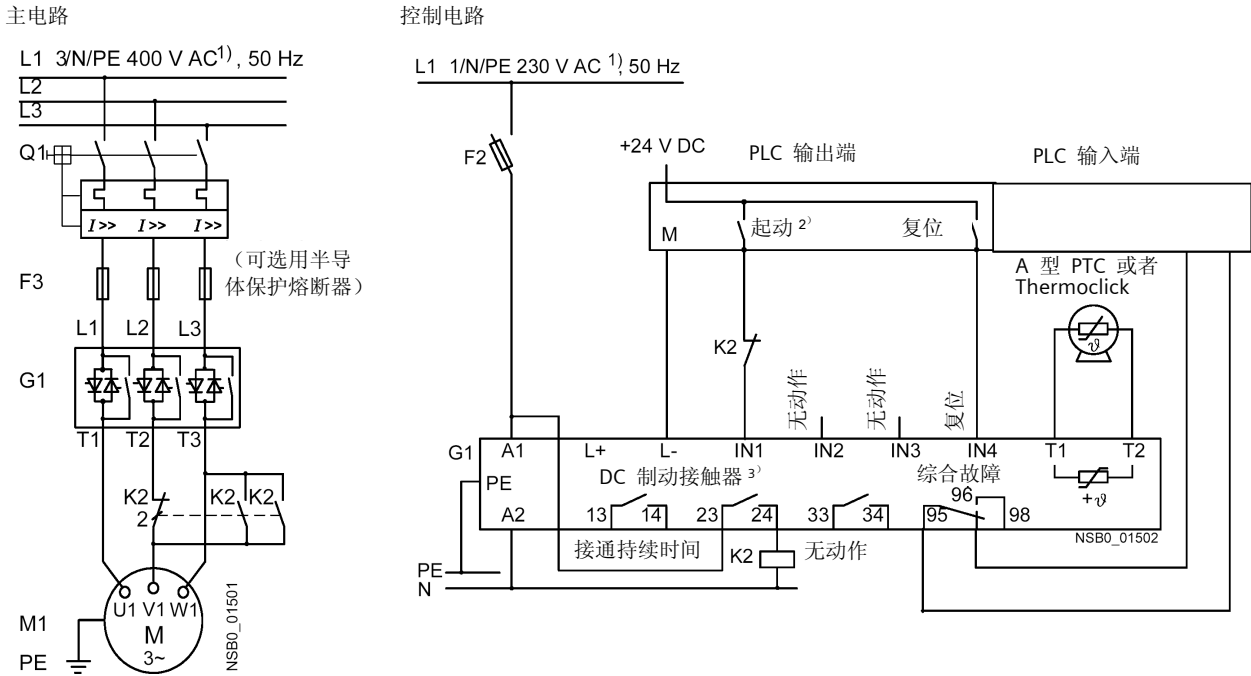 主电路
L1 3/N/PE 400 V AC1), 50 Hz
L2
L3
Q1
I>> I>> I>>
F3
（可选用半导
体保护熔断器）
L1 L2 L3
G1
T1 T2 T3
K2 K2 K2
2
U1 V1 W1
M
3~
M1
PE
NSB0_01501
控制电路
L1 1/N/PE 230 V AC 1), 50 Hz
F2
+24 V DC
PLC 输出端
PLC 输入端
M
起动 2)
复位
A 型 PTC 或者
Thermoclick
ϑ
K2
无动作
无动作
复位
G1
A1 L+ L- IN1 IN2 IN3 IN4 T1 T2
PE
DC 制动接触器 3)
综合故障
+ϑ
96
A2 13 14 23 24 33 34 95 98
NSB0_01502
接通持续时间
K2
无动作
PE
N